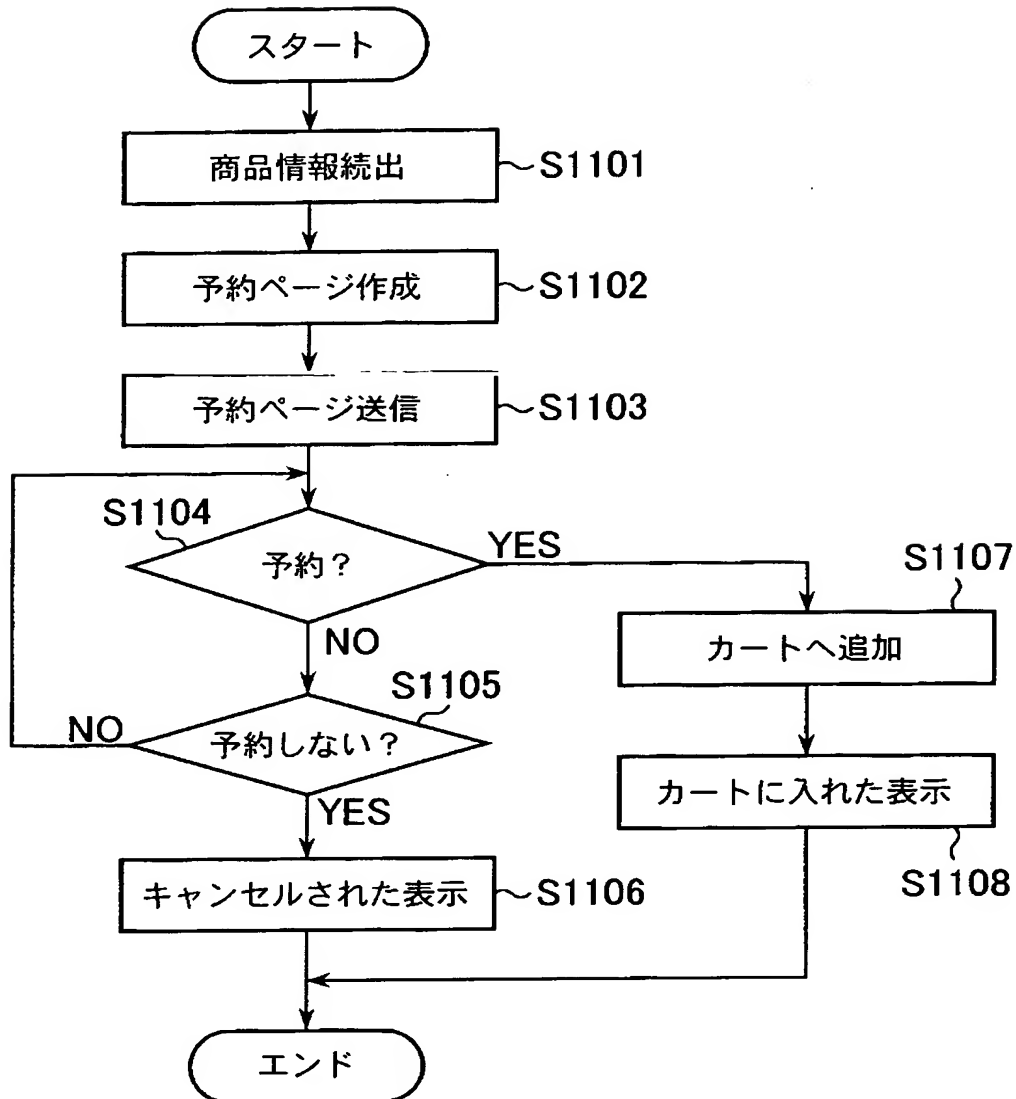 スタート
商品情報続出
S1101
予約ページ作成
S1102
予約ページ送信
S1103
S1104
予約？
YES
NO
S1107
カートへ追加
S1105
予約しない？
NO
YES
カートに入れた表示
S1108
キャンセルされた表示
S1106
エンド